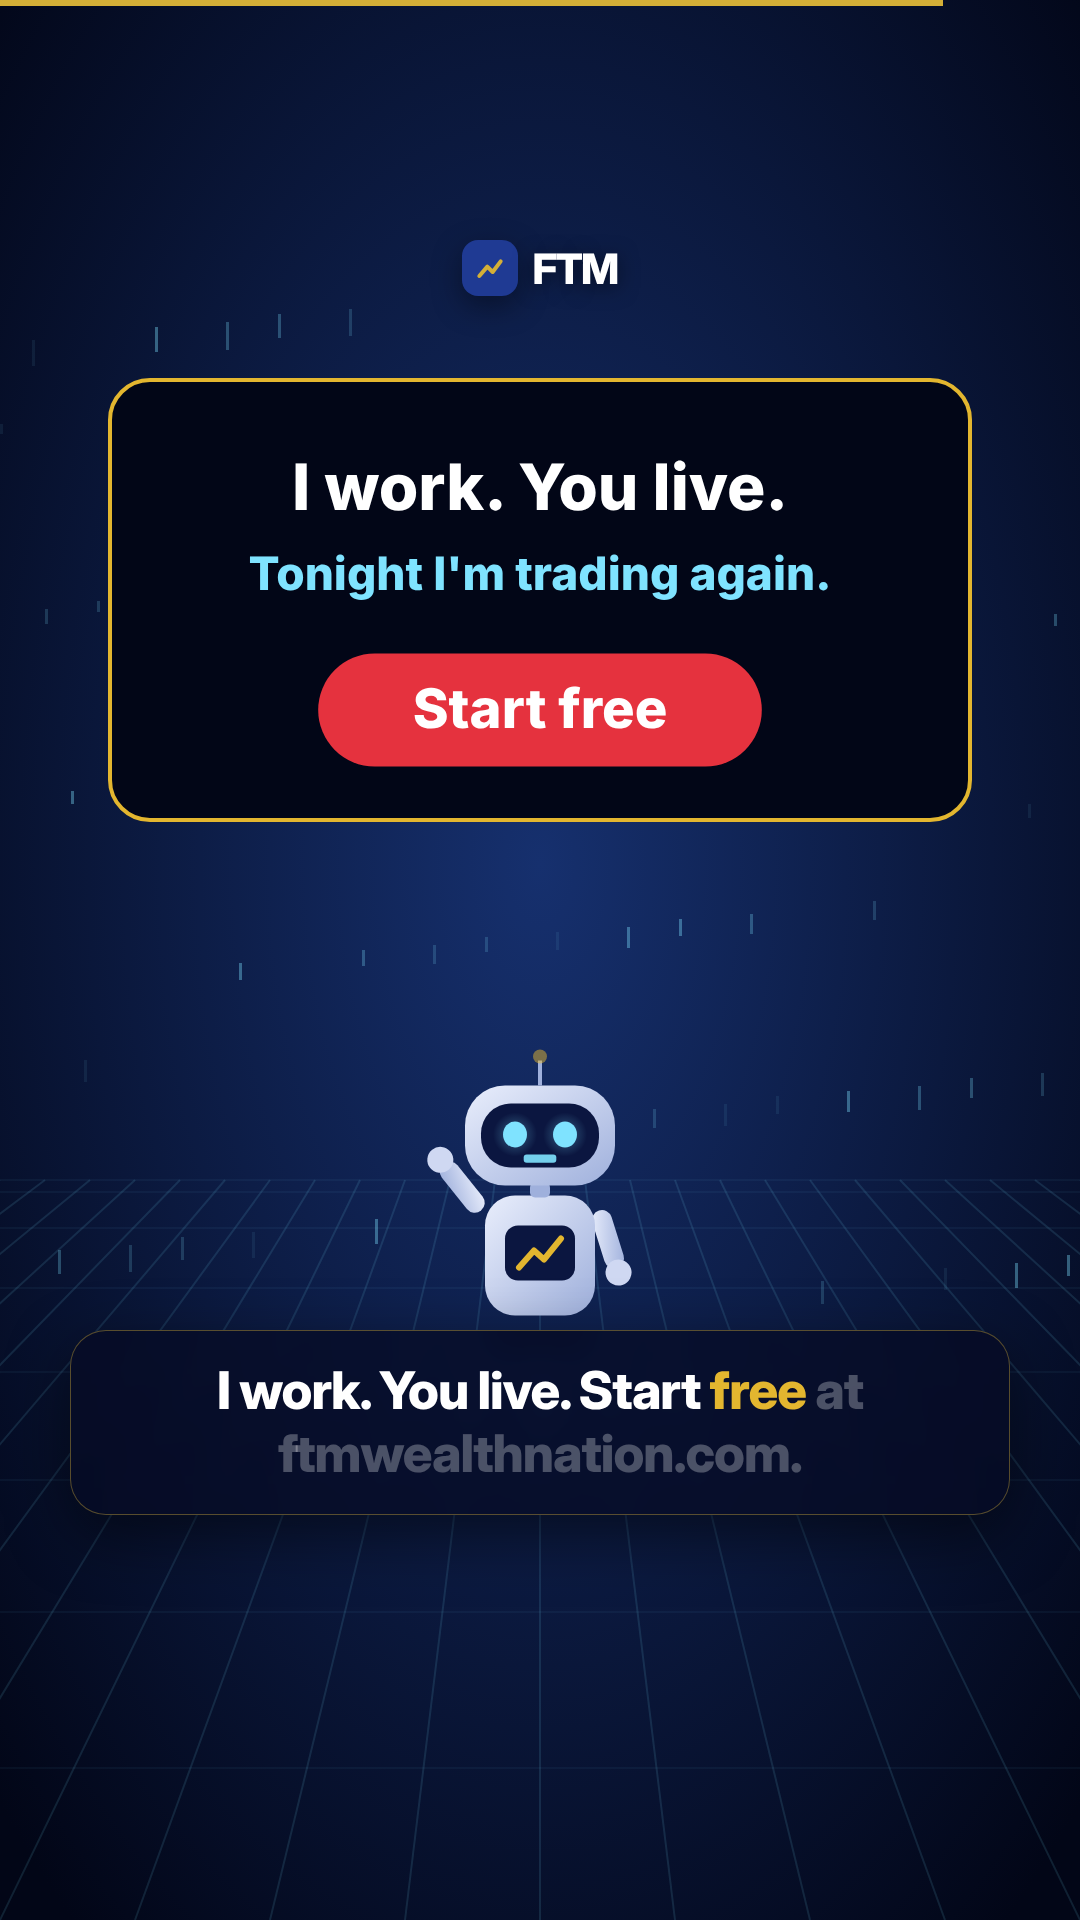 FTM
I work. You live.
Tonight I'm trading again.
Start free
I work. You live. Start free at
ftmwealthnation.com.